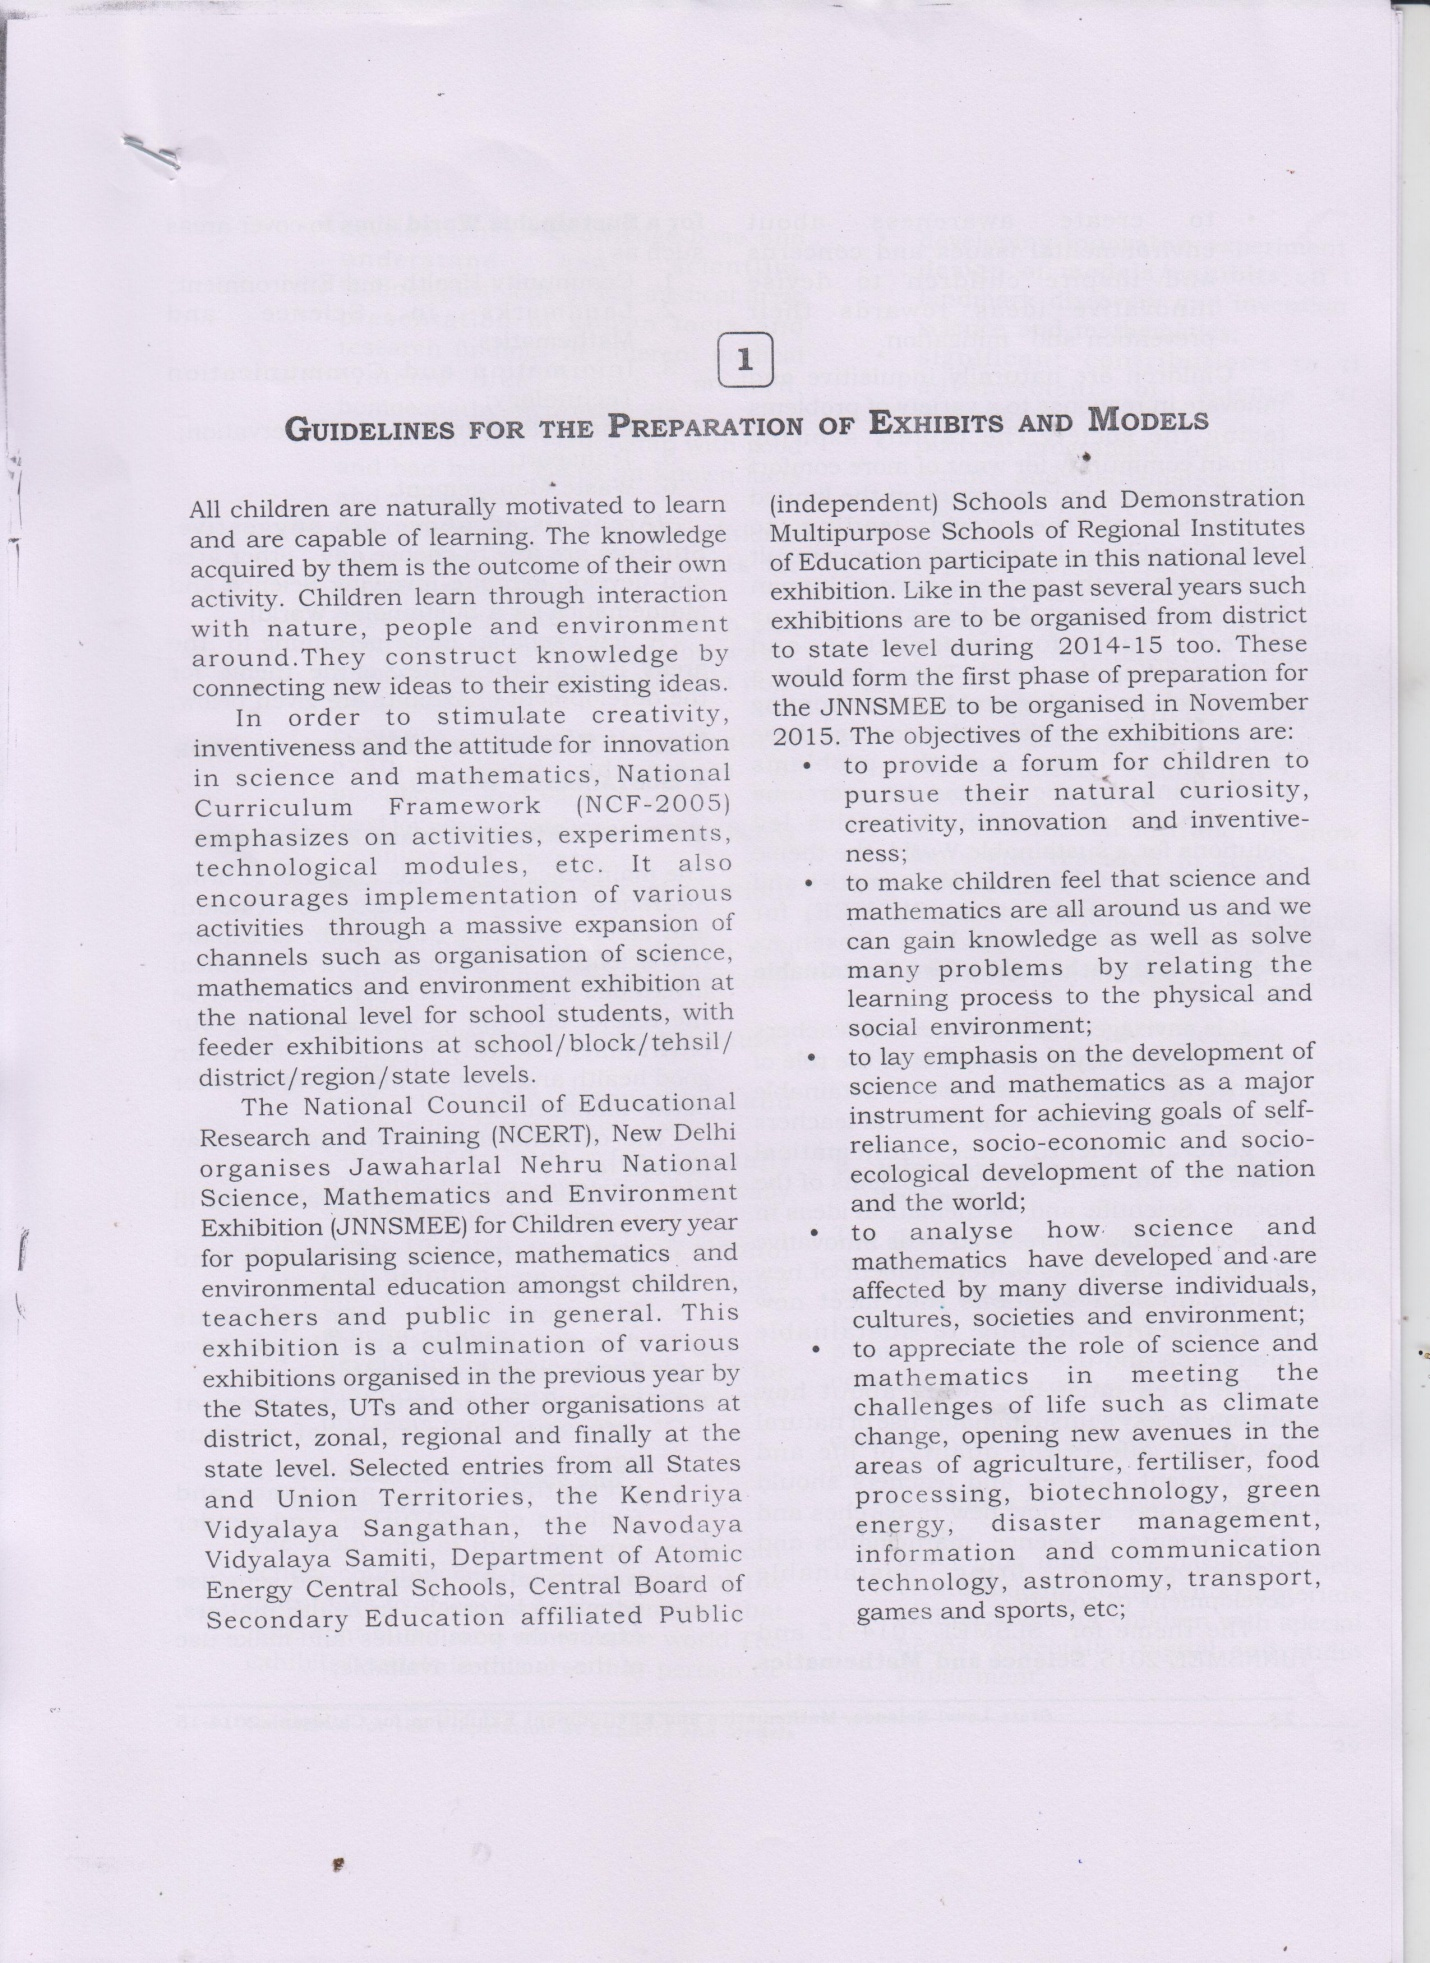 1
GUIDELINES FOR THE PREPARATION OF EXHIBITS AND MODELS
All children are naturally motivated to learn
and are capable of learning. The knowledge
acquired by them is the outcome of their own
activity. Children learn through interaction
with nature, people and environment
around.They construct knowledge by
connecting new ideas to their existing ideas.
In order to stimulate creativity,
inventiveness and the attitude for innovation
in science and mathematics, National
Curriculum Framework (NCF-2005)
emphasizes on activities, experiments,
technological modules, etc. It also
encourages implementation of various
activities through a massive expansion of
channels such as organisation of science,
mathematics and environment exhibition at
the national level for school students, with
feeder exhibitions at school/block/tehsil/
district/region/state levels.
The National Council of Educational
Research and Training (NCERT), New Delhi
organises Jawaharlal Nehru National
Science, Mathematics and Environment
Exhibition (JNNSMEE) for Children every year
for popularising science, mathematics and
environmental education amongst children,
teachers and public in general. This
exhibition is a culmination of various
exhibitions organised in the previous year by
the States, UTs and other organisations at
district, zonal, regional and finally at the
state level. Selected entries from all States
and Union Territories, the Kendriya
Vidyalaya Sangathan, the Navodaya
Vidyalaya Samiti, Department of Atomic
Energy Central Schools, Central Board of
Secondary Education affiliated Public
(independent) Schools and Demonstration
Multipurpose Schools of Regional Institutes
of Education participate in this national level
exhibition. Like in the past several years such
exhibitions are to be organised from district
to state level during 2014-15 too. These
would form the first phase of preparation for
the JNNSMEE to be organised in November
2015. The objectives of the exhibitions are:
• to provide a forum for children to
pursue their natural curiosity,
creativity, innovation and inventive-
ness;
• to make children feel that science and
mathematics are all around us and we
can gain knowledge as well as solve
many problems by relating the
learning process to the physical and
social environment;
• to lay emphasis on the development of
science and mathematics as a major
instrument for achieving goals of self-
reliance, socio-economic and socio-
ecological development of the nation
and the world;
• to analyse how science and
mathematics have developed and are
affected by many diverse individuals,
cultures, societies and environment;
• to appreciate the role of science and
mathematics in meeting the
challenges of life such as climate
change, opening new avenues in the
areas of agriculture, fertiliser, food
processing, biotechnology, green
energy, disaster management,
information and communication
technology, astronomy, transport,
games and sports, etc;